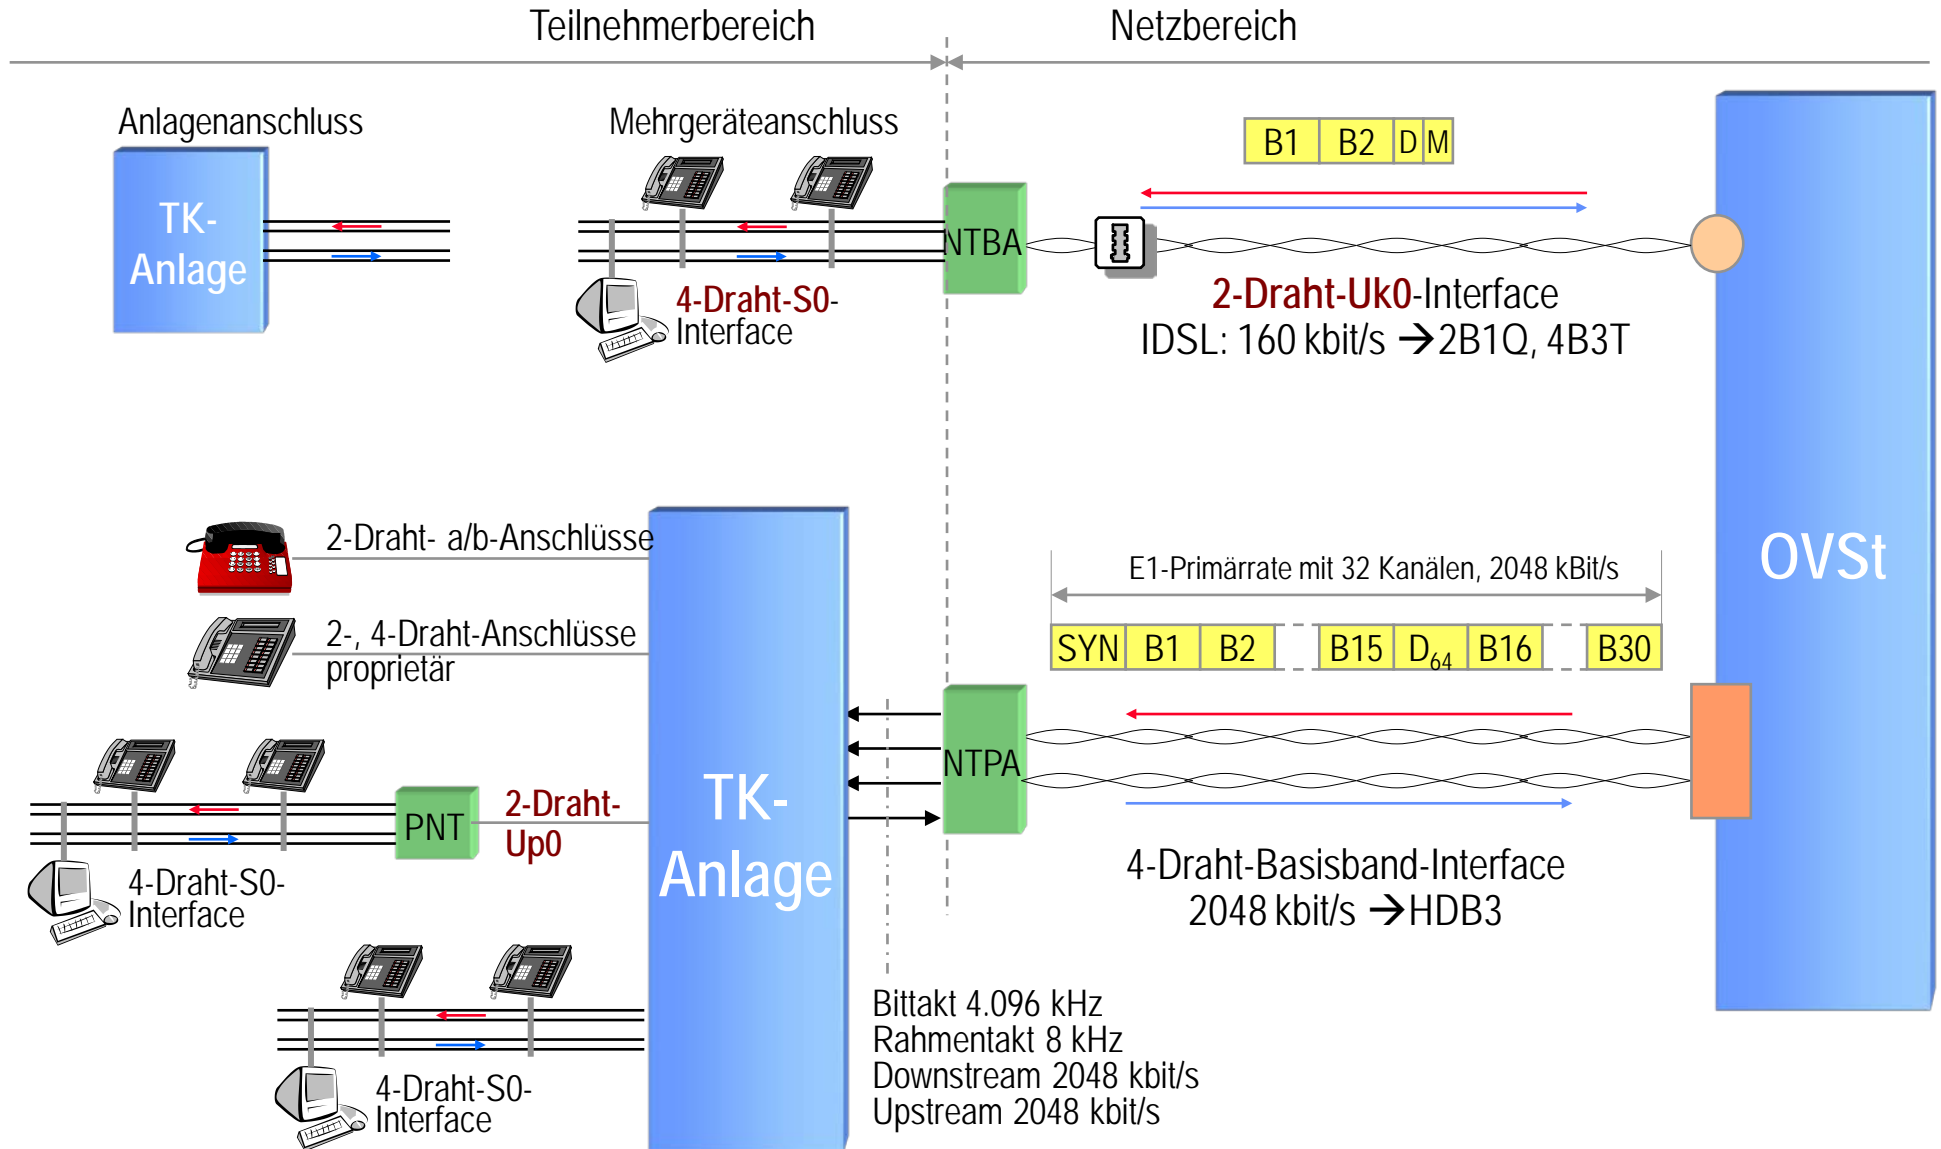 Teilnehmerbereich
Netzbereich
Anlagenanschluss
Mehrgeräteanschluss
B1 B2 D M
TK-
Anlage
NTBA
4-Draht-S0-
Interface
2-Draht-Uk0-Interface
IDSL: 160 kbit/s →2B1Q, 4B3T
OVSt
2-Draht- a/b-Anschlüsse
2-, 4-Draht-Anschlüsse
proprietär
E1-Primärrate mit 32 Kanälen, 2048 kBit/s
SYN B1 B2 B15 D64 B16 B30
NTPA
PNT
2-Draht-
Up0
TK-
Anlage
4-Draht-S0-
Interface
4-Draht-Basisband-Interface
2048 kbit/s →HDB3
4-Draht-S0-
Interface
Bittakt 4.096 kHz
Rahmentakt 8 kHz
Downstream 2048 kbit/s
Upstream 2048 kbit/s